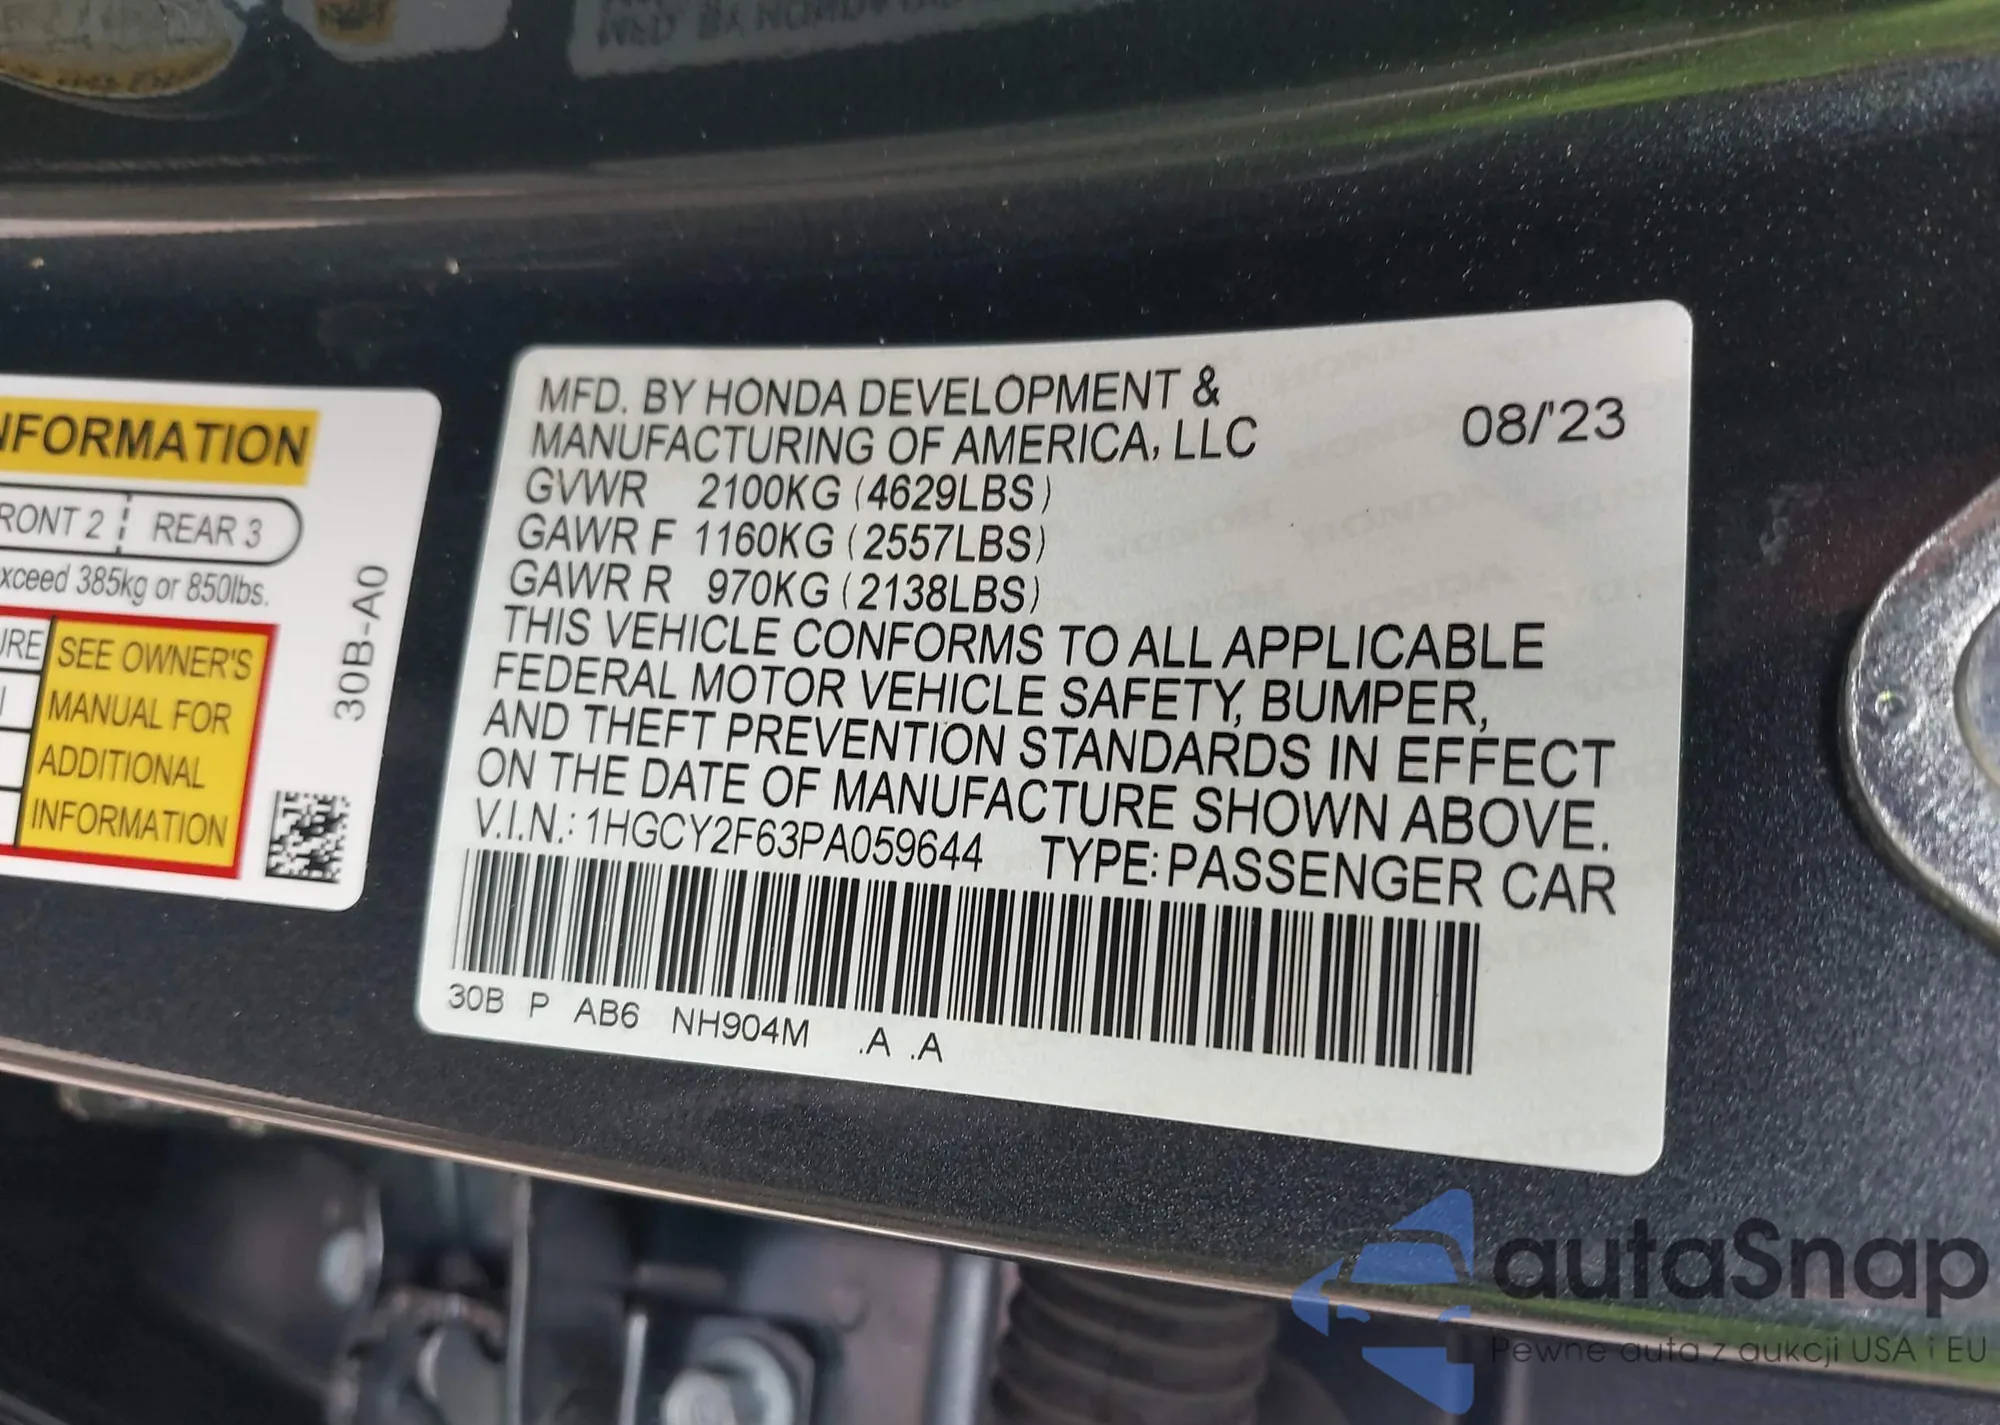 MFD. BY HONDA DEVELOPMENT &
MANUFACTURING OF AMERICA, LLC
08/'23
GVWR 2100KG (4629LBS)
GAWR F 1160KG (2557LBS)
GAWR R 970KG (2138LBS)
THIS VEHICLE CONFORMS TO ALL APPLICABLE
FEDERAL MOTOR VEHICLE SAFETY, BUMPER,
AND THEFT PREVENTION STANDARDS IN EFFECT
ON THE DATE OF MANUFACTURE SHOWN ABOVE.
V.I.N.: 1HGCY2F63PA059644 TYPE: PASSENGER CAR
30B P AB6 NH904M .A .A
NFORMATION
RONT 2 REAR 3
xceed 385kg or 850lbs.
URE
SEE OWNER'S
MANUAL FOR
ADDITIONAL
INFORMATION
30B-A0
autaSnap
Pewne auta z aukcji USA i EU